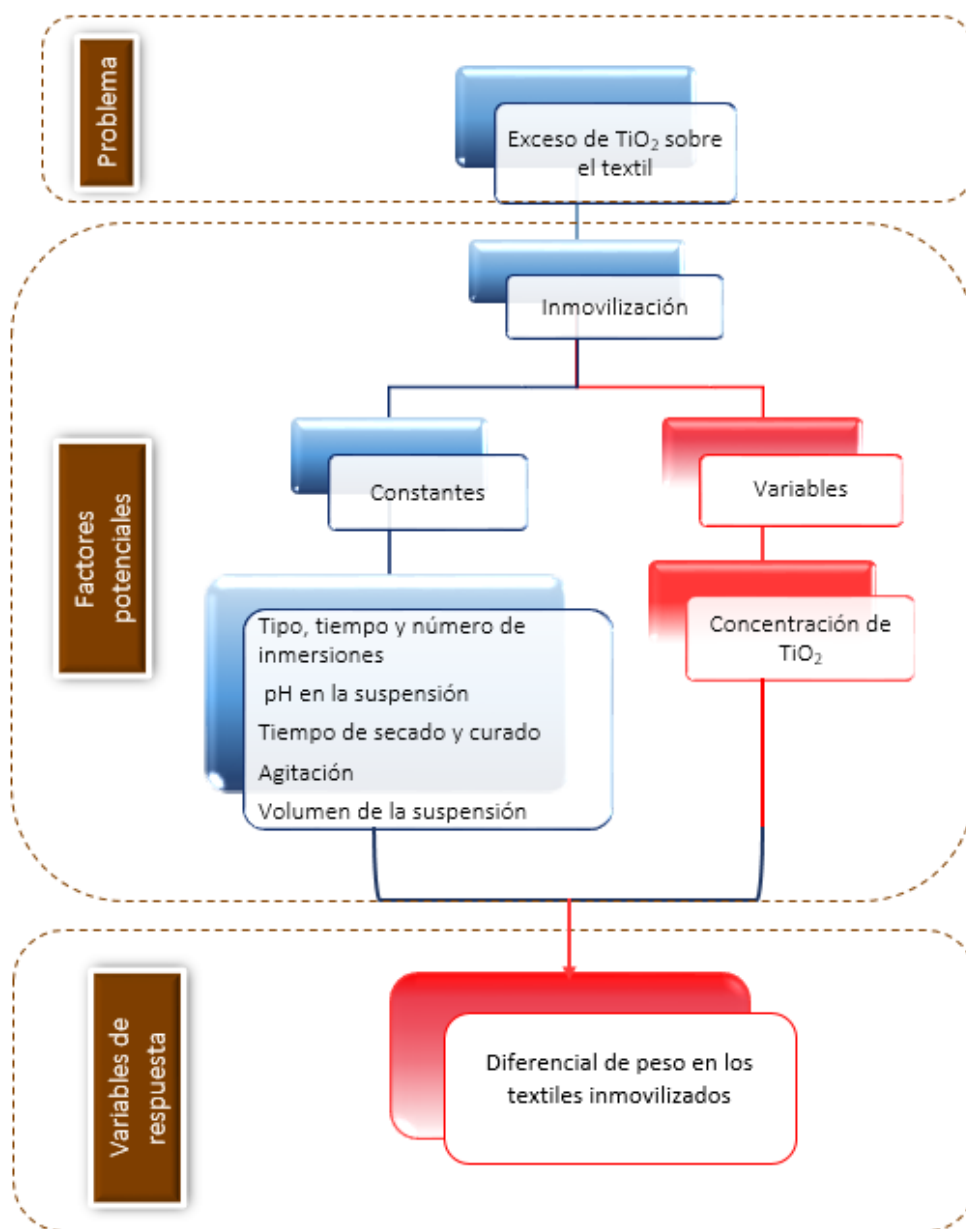 Problema
Exceso de TiO₂ sobre
el textil
Factores
potenciales
Inmovilización
Constantes
Variables
Tipo, tiempo y número de
inmersiones
pH en la suspensión
Tiempo de secado y curado
Agitación
Volumen de la suspensión
Concentración de
TiO₂
Variables de
respuesta
Diferencial de peso en los
textiles inmovilizados